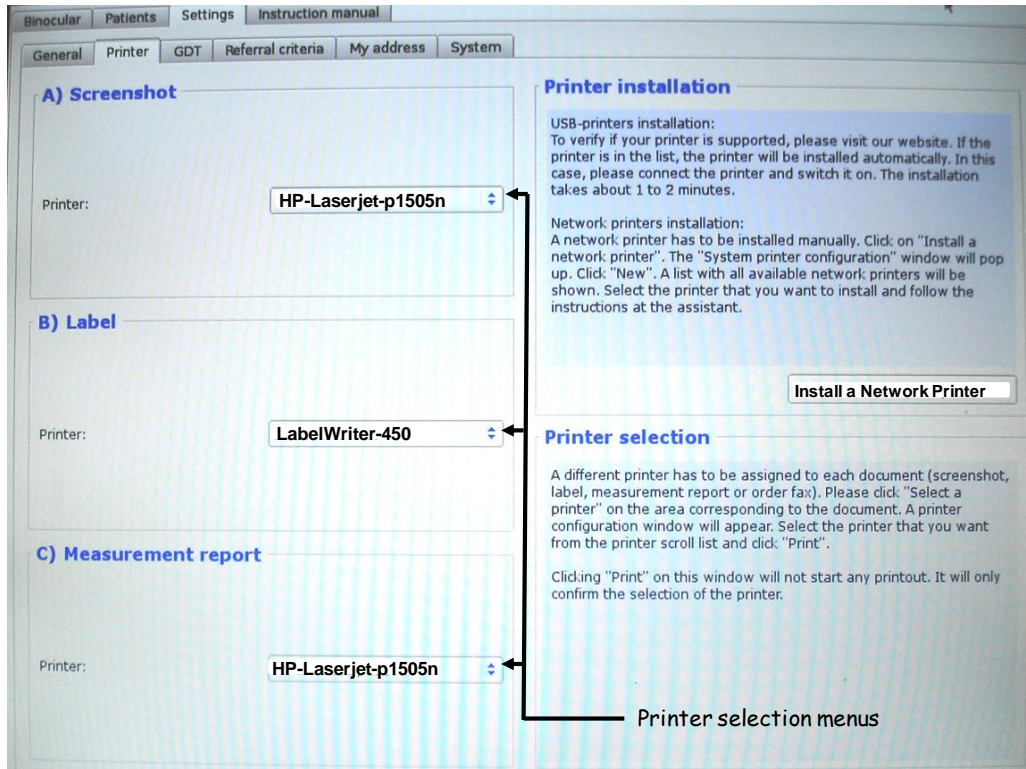 Binocular Patients Settings Instruction manual
General Printer GDT Referral criteria My address System
A) Screenshot
Printer: HP-Laserjet-p1505n
B) Label
Printer: LabelWriter-450
C) Measurement report
Printer: HP-Laserjet-p1505n
Printer installation
USB-printers installation:
To verify if your printer is supported, please visit our website. If the
printer is in the list, the printer will be installed automatically. In this
case, please connect the printer and switch it on. The installation
takes about 1 to 2 minutes.
Network printers installation:
A network printer has to be installed manually. Click on "Install a
network printer". The "System printer configuration" window will pop
up. Click "New". A list with all available network printers will be
shown. Select the printer that you want to install and follow the
instructions at the assistant.
Install a Network Printer
Printer selection
A different printer has to be assigned to each document (screenshot,
label, measurement report or order fax). Please click "Select a
printer" on the area corresponding to the document. A printer
configuration window will appear. Select the printer that you want
from the printer scroll list and click "Print".
Clicking "Print" on this window will not start any printout. It will only
confirm the selection of the printer.
Printer selection menus